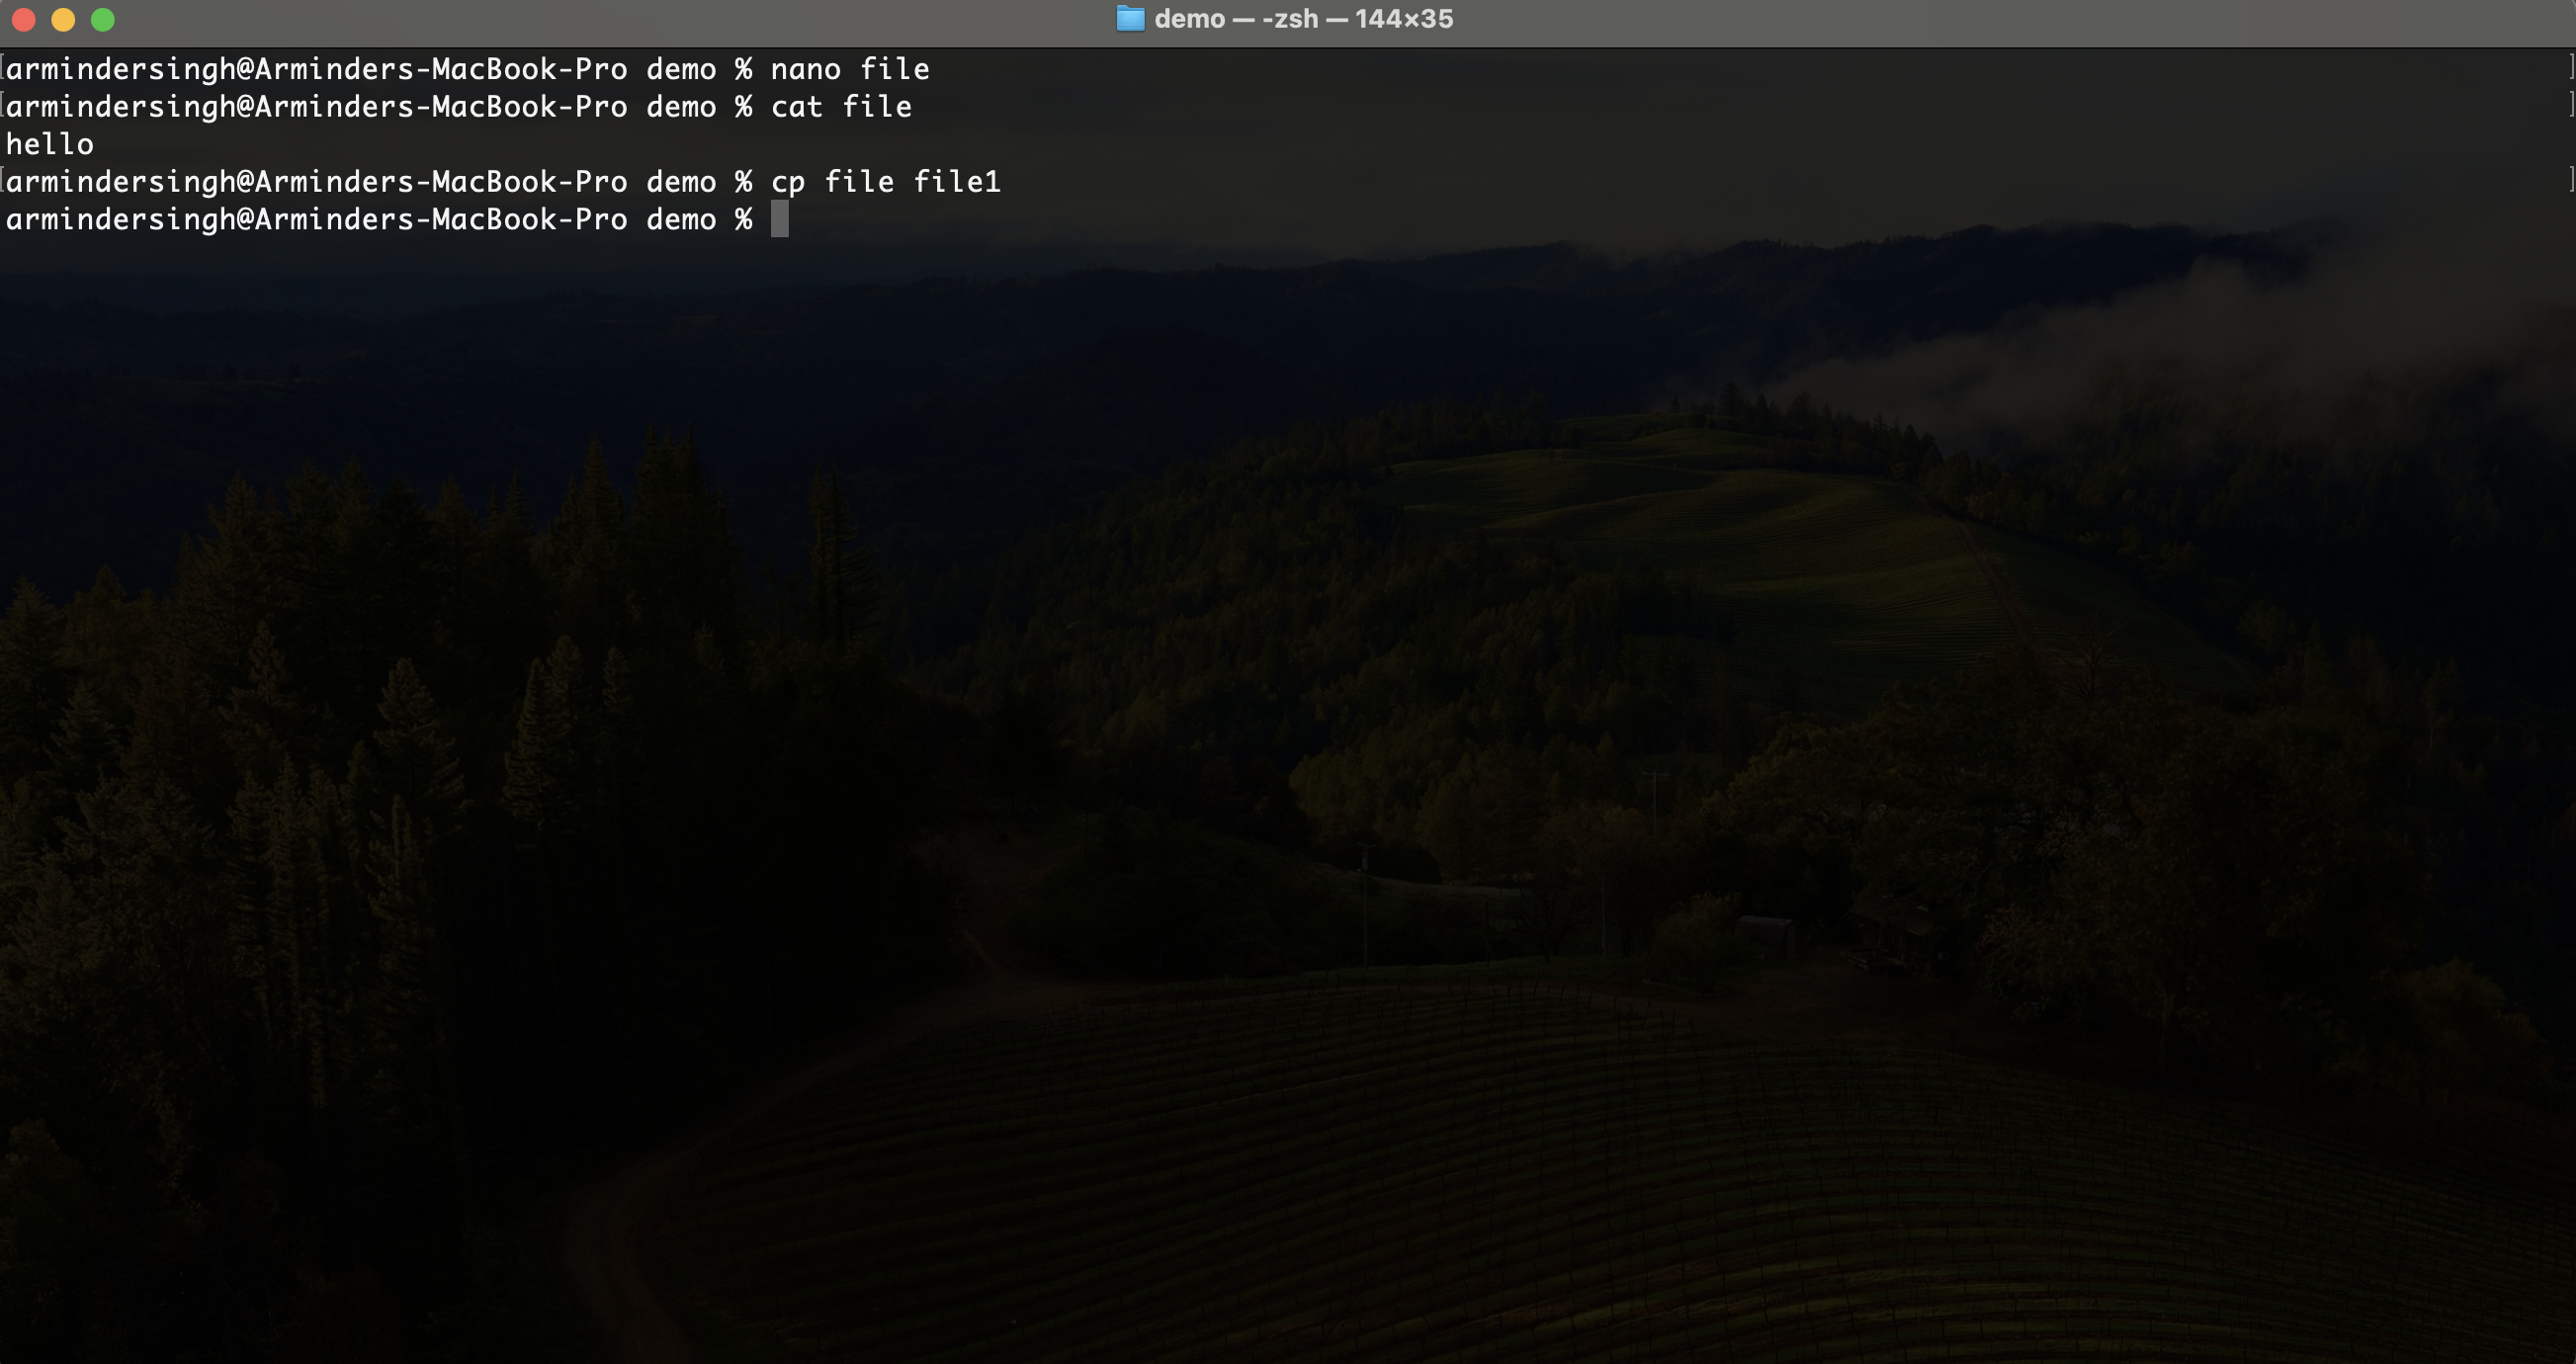 demo — -zsh — 144×35
armindersingh@Arminders-MacBook-Pro demo % nano file
armindersingh@Arminders-MacBook-Pro demo % cat file
hello
armindersingh@Arminders-MacBook-Pro demo % cp file file1
armindersingh@Arminders-MacBook-Pro demo %